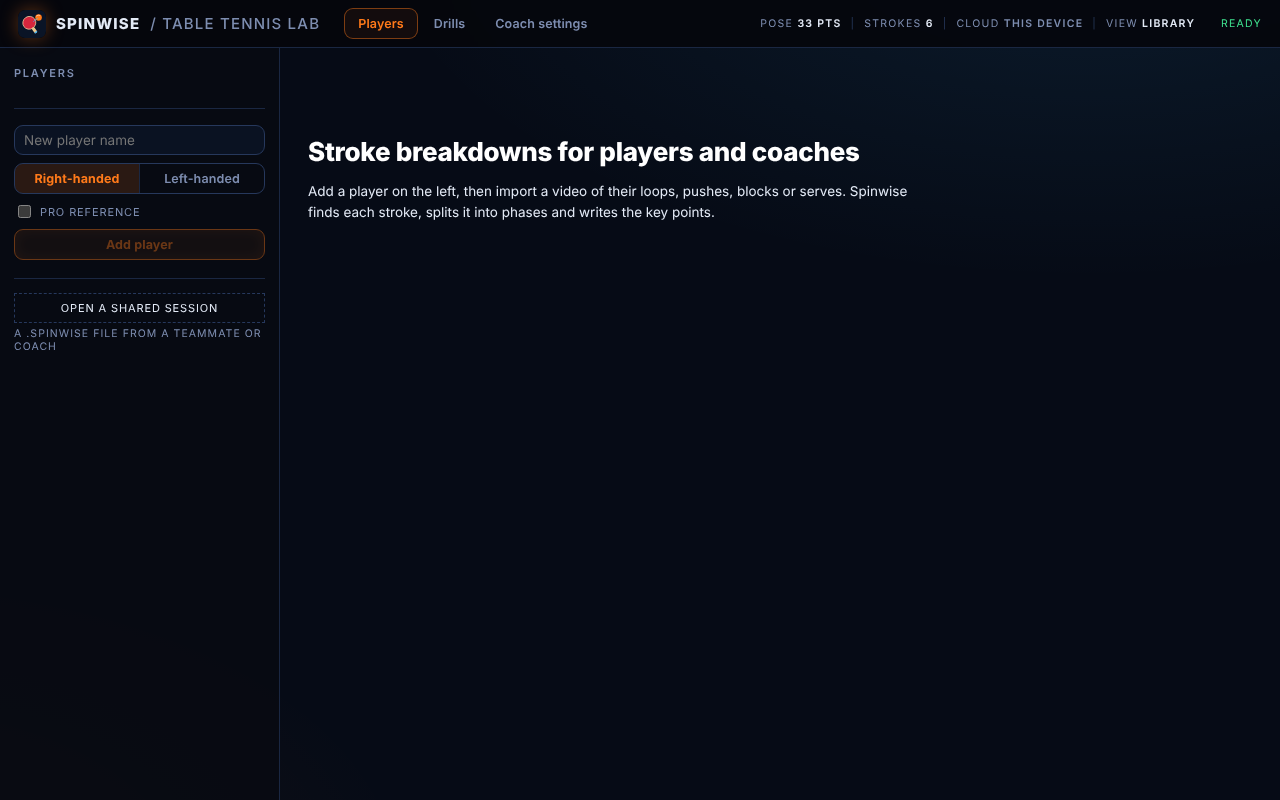 SPINWISE / TABLE TENNIS LAB
Players
Drills
Coach settings
POSE 33 PTS
STROKES 6
CLOUD THIS DEVICE
VIEW LIBRARY
READY
PLAYERS
New player name
Right-handed
Left-handed
PRO REFERENCE
Add player
OPEN A SHARED SESSION
A .SPINWISE FILE FROM A TEAMMATE OR
COACH
Stroke breakdowns for players and coaches
Add a player on the left, then import a video of their loops, pushes, blocks or serves. Spinwise
finds each stroke, splits it into phases and writes the key points.